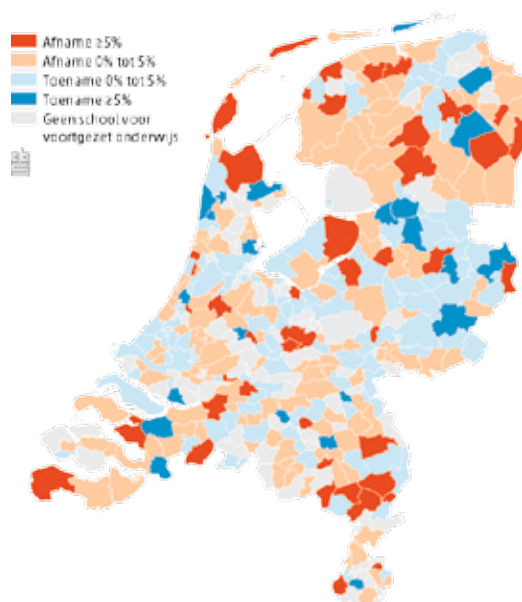 Afname ≥5%
Afname 0% tot 5%
Toename 0% tot 5%
Toename ≥5%
Geen school voor
voortgezet onderwijs